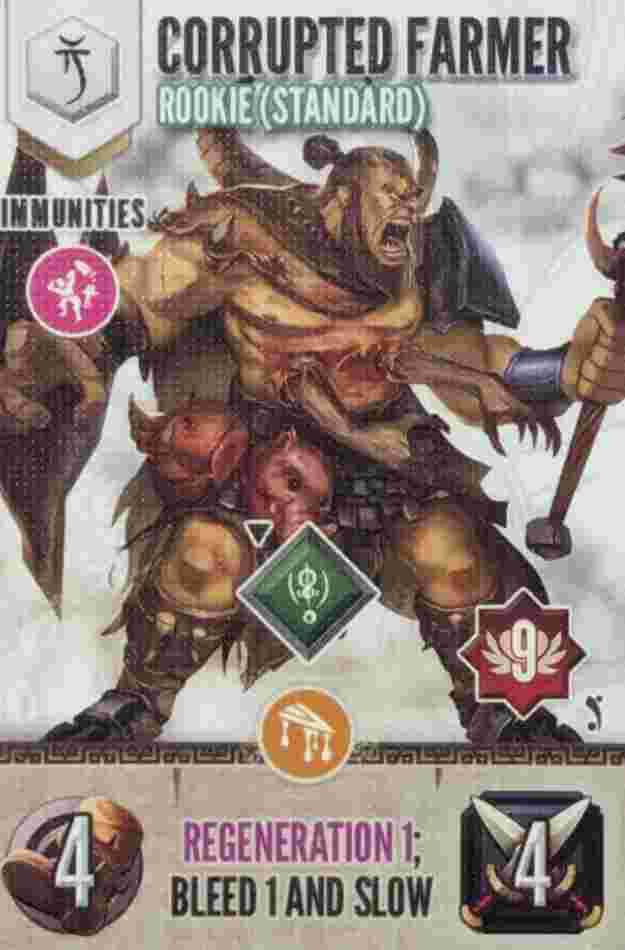 CORRUPTED FARMER
ROOKIE (STANDARD)
IMMUNITIES
9
4
REGENERATION 1;
BLEED 1 AND SLOW
4